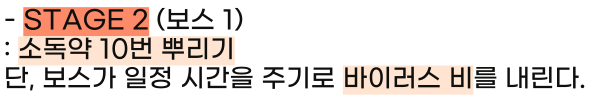 - STAGE 2 (보스 1)
: 소독약 10번 뿌리기
단, 보스가 일정 시간을 주기로 바이러스 비를 내린다.